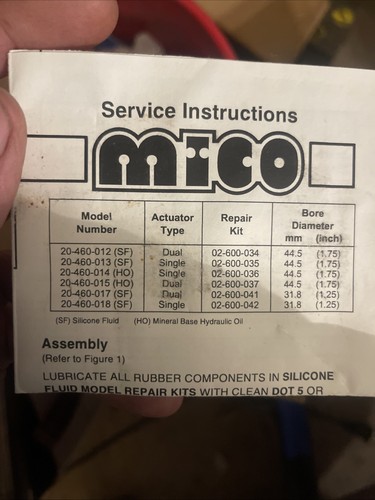 Service Instructions
mico
Model Number Actuator Type Repair Kit Bore Diameter
mm (inch)
20-460-012 (SF) Dual 02-600-034 44.5 (1.75)
20-460-013 (SF) Single 02-600-035 44.5 (1.75)
20-460-014 (HO) Single 02-600-036 44.5 (1.75)
20-460-015 (HO) Dual 02-600-037 44.5 (1.75)
20-460-017 (SF) Dual 02-600-041 31.8 (1.25)
20-460-018 (SF) Single 02-600-042 31.8 (1.25)
(SF) Silicone Fluid (HO) Mineral Base Hydraulic Oil
Assembly
(Refer to Figure 1)
LUBRICATE ALL RUBBER COMPONENTS IN SILICONE
FLUID MODEL REPAIR KITS WITH CLEAN DOT 5 OR